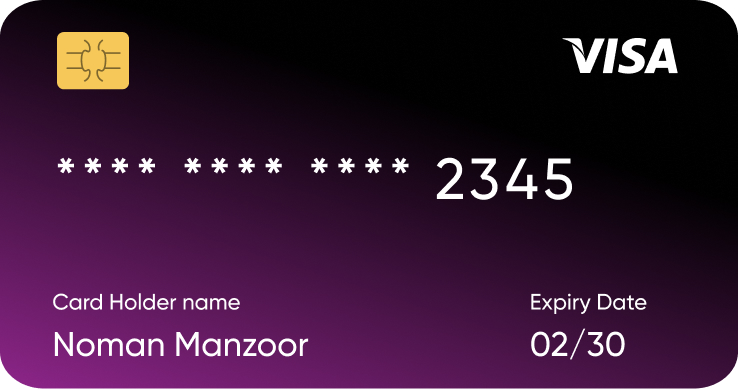 VISA
**** **** **** 2345
Card Holder name
Expiry Date
Noman Manzoor
02/30